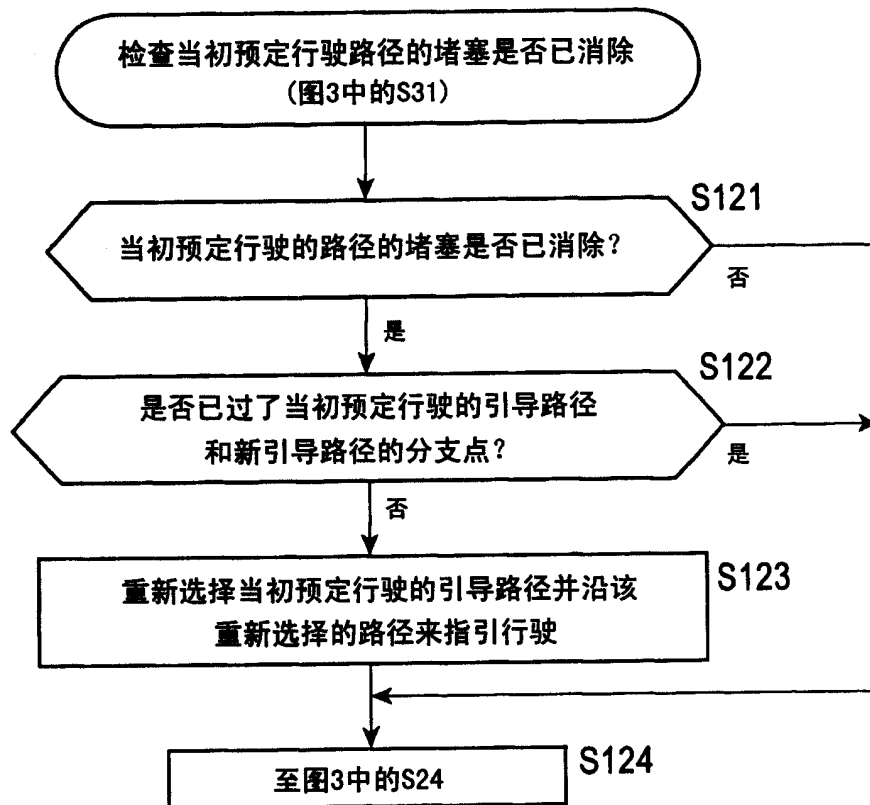 检查当初预定行驶路径的堵塞是否已消除
(图3中的S31)
S121
当初预定行驶的路径的堵塞是否已消除?
否
是
S122
是否已过了当初预定行驶的引导路径
和新引导路径的分支点?
是
否
S123
重新选择当初预定行驶的引导路径并沿该
重新选择的路径来指引行驶
S124
至图3中的S24